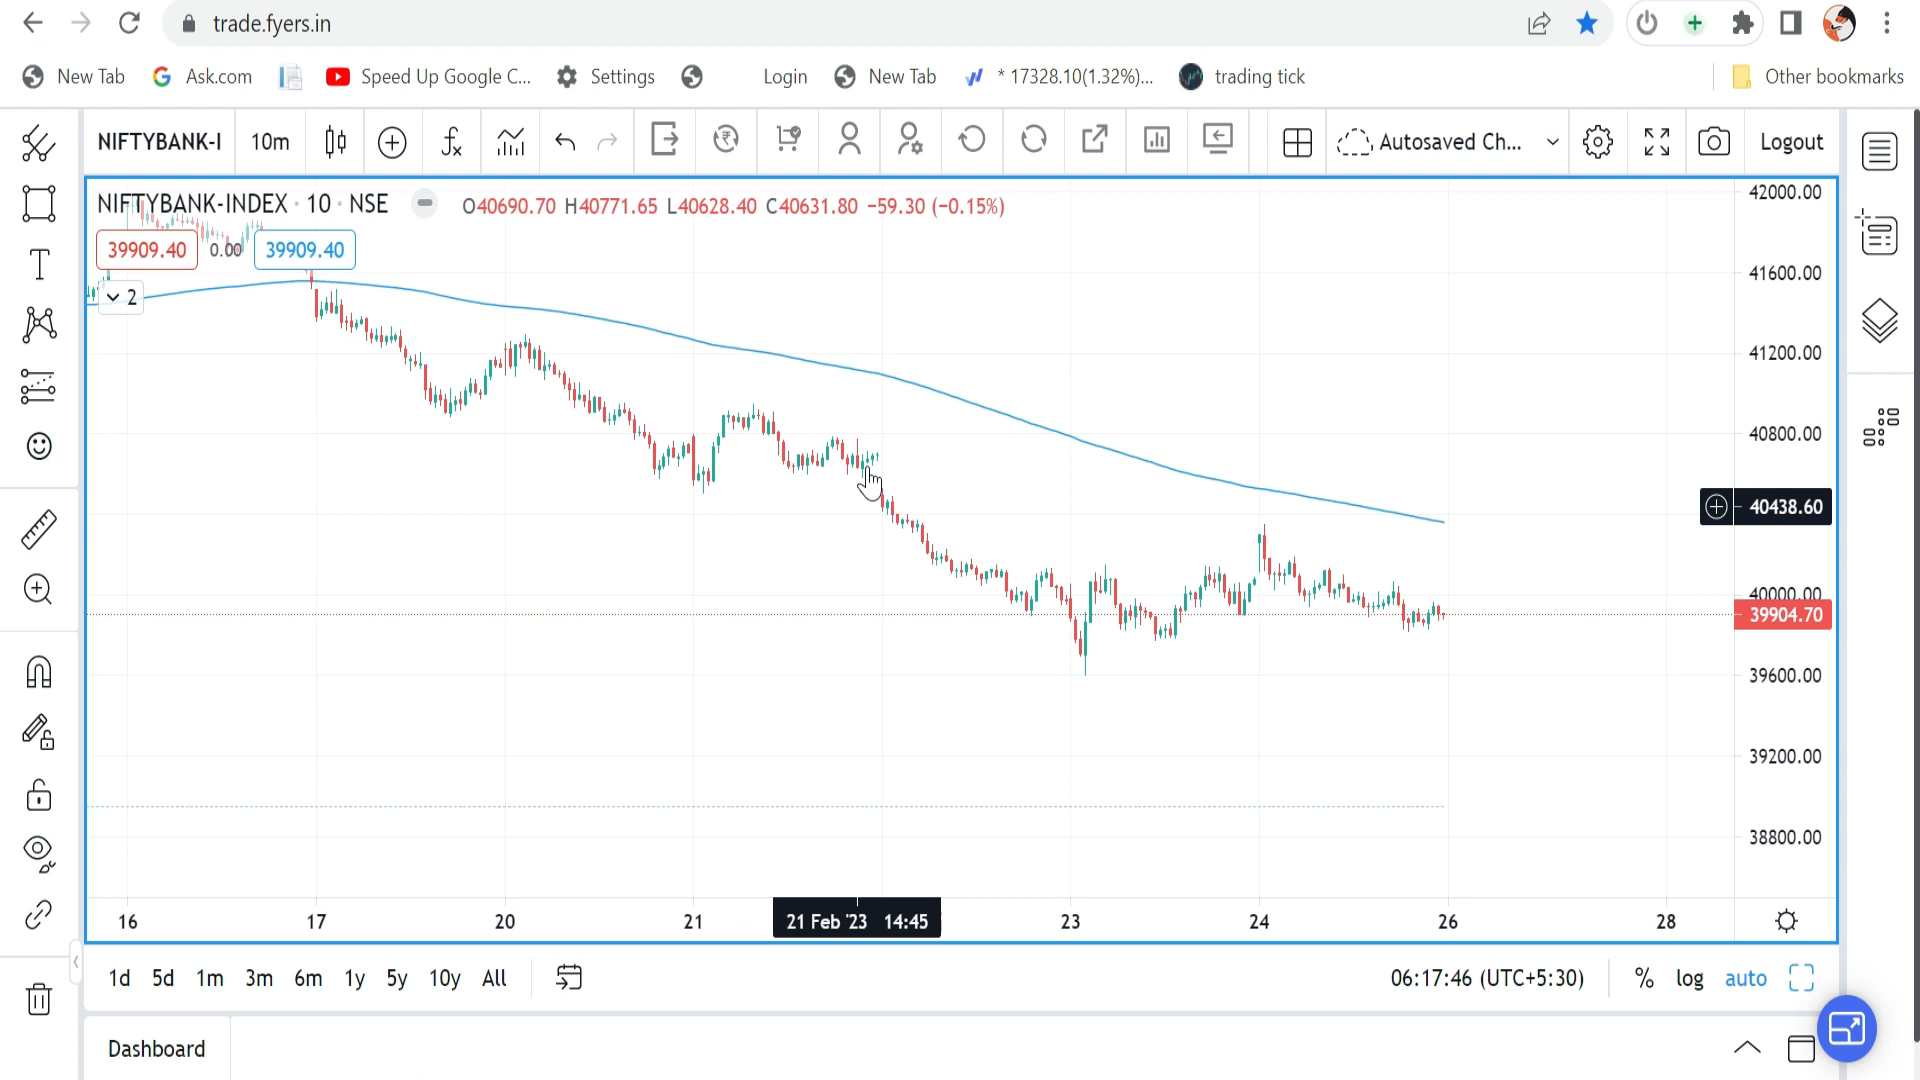 trade.fyers.in
New Tab Ask.com Speed Up Google C... Settings Login New Tab * 17328.10(1.32%)... trading tick Other bookmarks
NIFTYBANK-I 10m Autosaved Ch... Logout
NIFTYBANK-INDEX · 10 · NSE O40690.70 H40771.65 L40628.40 C40631.80 −59.30 (−0.15%)
39909.40 0.00 39909.40
2
42000.00
41600.00
41200.00
40800.00
40438.60
40000.00
39904.70
39600.00
39200.00
38800.00
16 17 20 21 21 Feb '23 14:45 23 24 26 28
1d 5d 1m 3m 6m 1y 5y 10y All 06:17:46 (UTC+5:30) % log auto
Dashboard